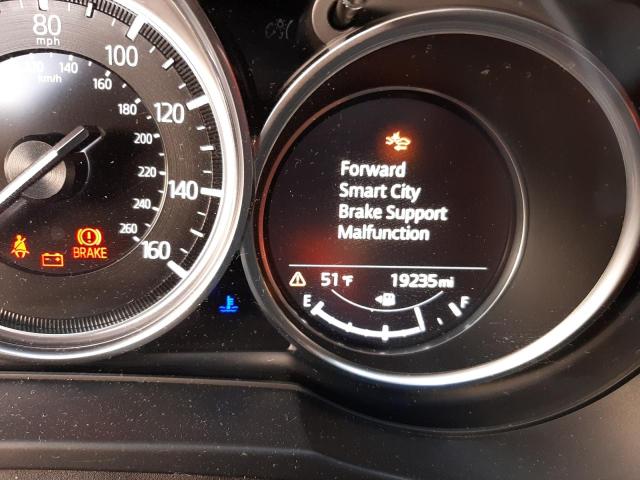 80
mph
100
km/h
120
140
160
120
140
160
180
200
220
240
260
BRAKE
Forward
Smart City
Brake Support
Malfunction
51°F
19235mi
E
F